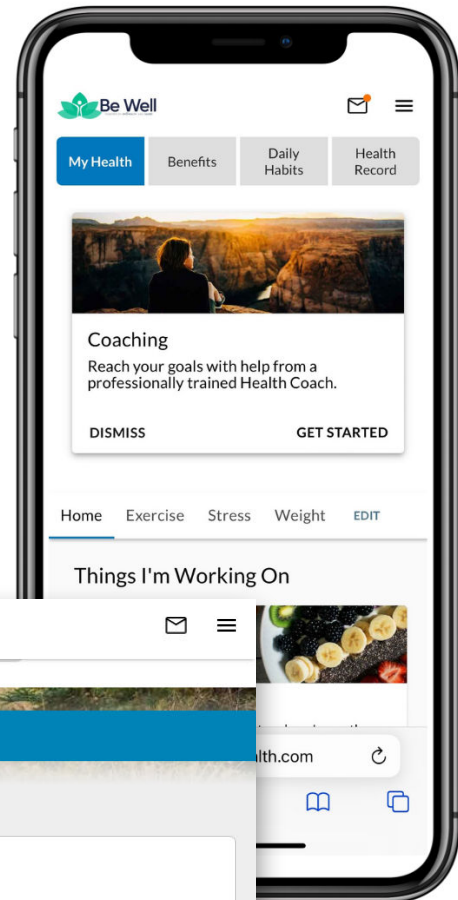 Be Well
My Health
Benefits
Daily
Habits
Health
Record
Coaching
Reach your goals with help from a
professionally trained Health Coach.
DISMISS
GET STARTED
Home Exercise Stress Weight EDIT
Things I'm Working On
lth.com